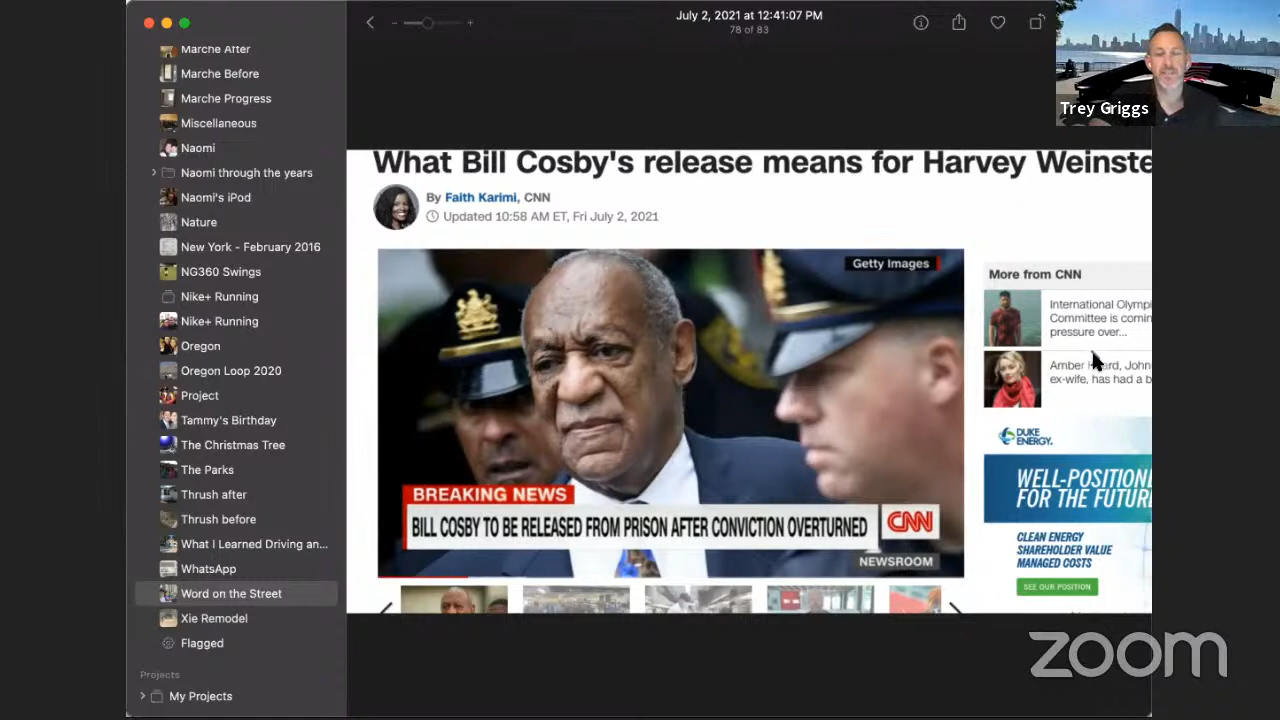 July 2, 2021 at 12:41:07 PM
78 of 83
Trey Griggs
Marche After
Marche Before
Marche Progress
Miscellaneous
Naomi
Naomi through the years
Naomi's iPod
Nature
New York - February 2016
NG360 Swings
Nike+ Running
Nike+ Running
Oregon
Oregon Loop 2020
Project
Tammy's Birthday
The Christmas Tree
The Parks
Thrush after
Thrush before
What I Learned Driving an...
WhatsApp
Word on the Street
Xie Remodel
Flagged
Projects
My Projects
What Bill Cosby's release means for Harvey Weinste
By Faith Karimi, CNN
Updated 10:58 AM ET, Fri July 2, 2021
Getty Images
BREAKING NEWS
BILL COSBY TO BE RELEASED FROM PRISON AFTER CONVICTION OVERTURNED
CNN
NEWSROOM
More from CNN
International Olympi
Committee is comin
pressure over...
Amber Heard, John
ex-wife, has had a b
DUKE
ENERGY.
WELL-POSITION
FOR THE FUTUR
CLEAN ENERGY
SHAREHOLDER VALUE
MANAGED COSTS
SEE OUR POSITION
zoom